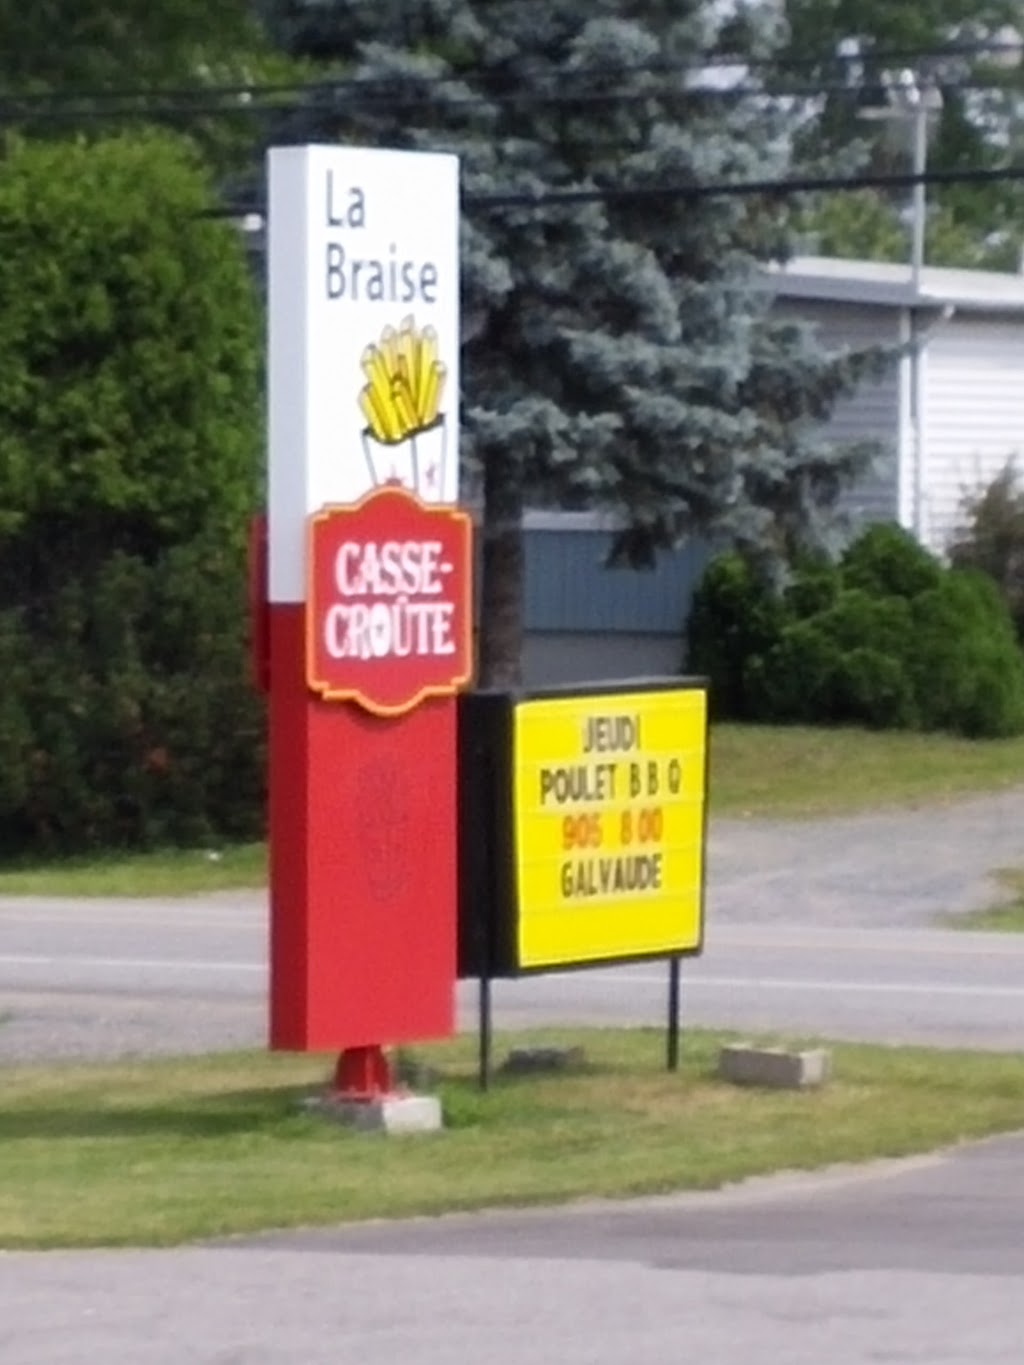 La
Braise
CASSE-
CROÛTE
JEUDI
POULET B B Q
905 8 00
GALVAUDE